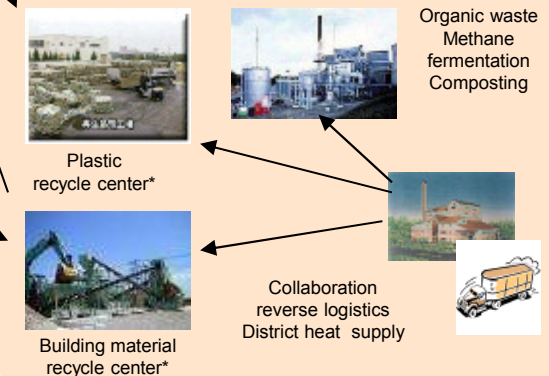 Organic waste
Methane
fermentation
Composting
Plastic
recycle center*
Collaboration
reverse logistics
District heat supply
Building material
recycle center*